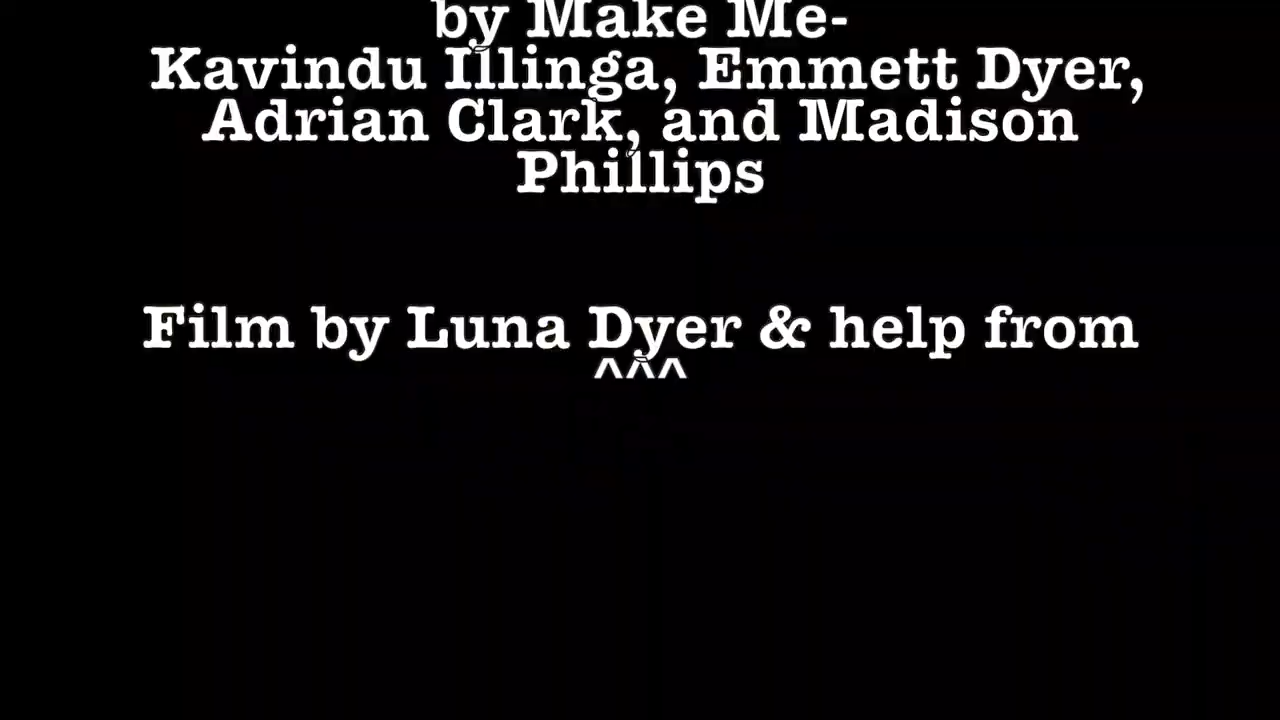 by Make Me-
Kavindu Illinga, Emmett Dyer,
Adrian Clark, and Madison
Phillips
Film by Luna Dyer & help from
^^^